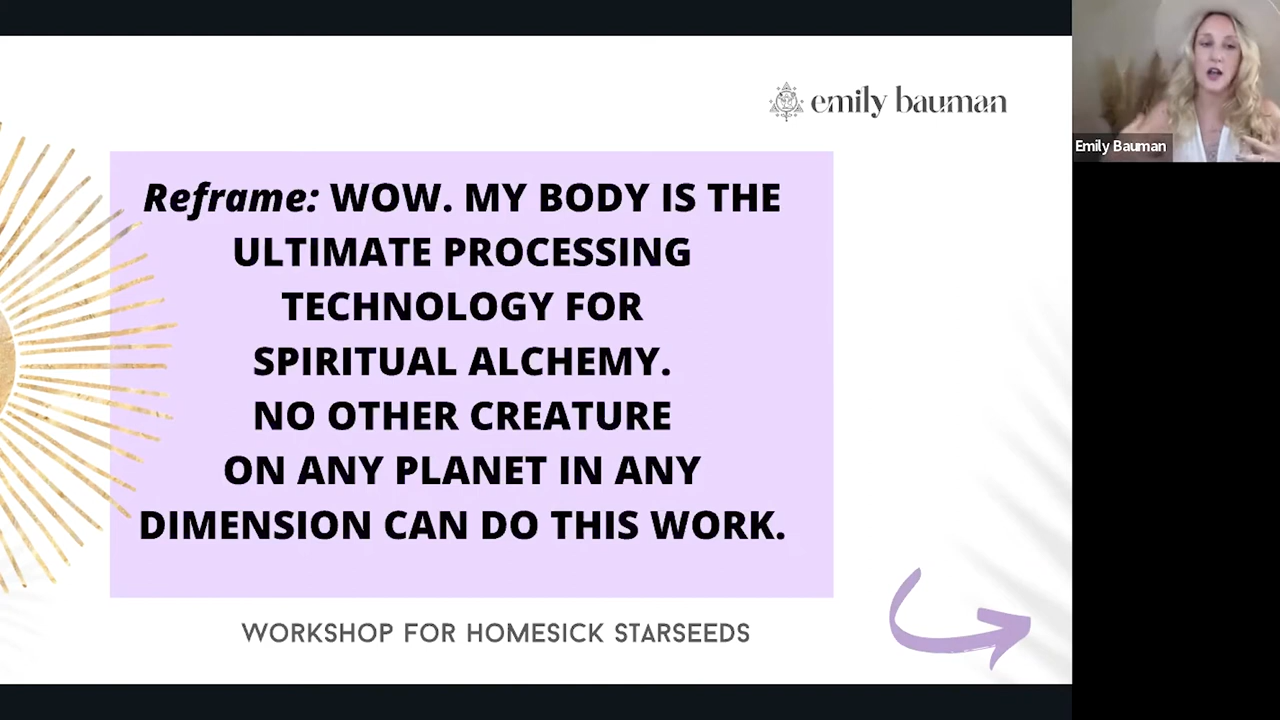 emily bauman
Emily Bauman
Reframe: WOW. MY BODY IS THE
ULTIMATE PROCESSING
TECHNOLOGY FOR
SPIRITUAL ALCHEMY.
NO OTHER CREATURE
ON ANY PLANET IN ANY
DIMENSION CAN DO THIS WORK.
WORKSHOP FOR HOMESICK STARSEEDS